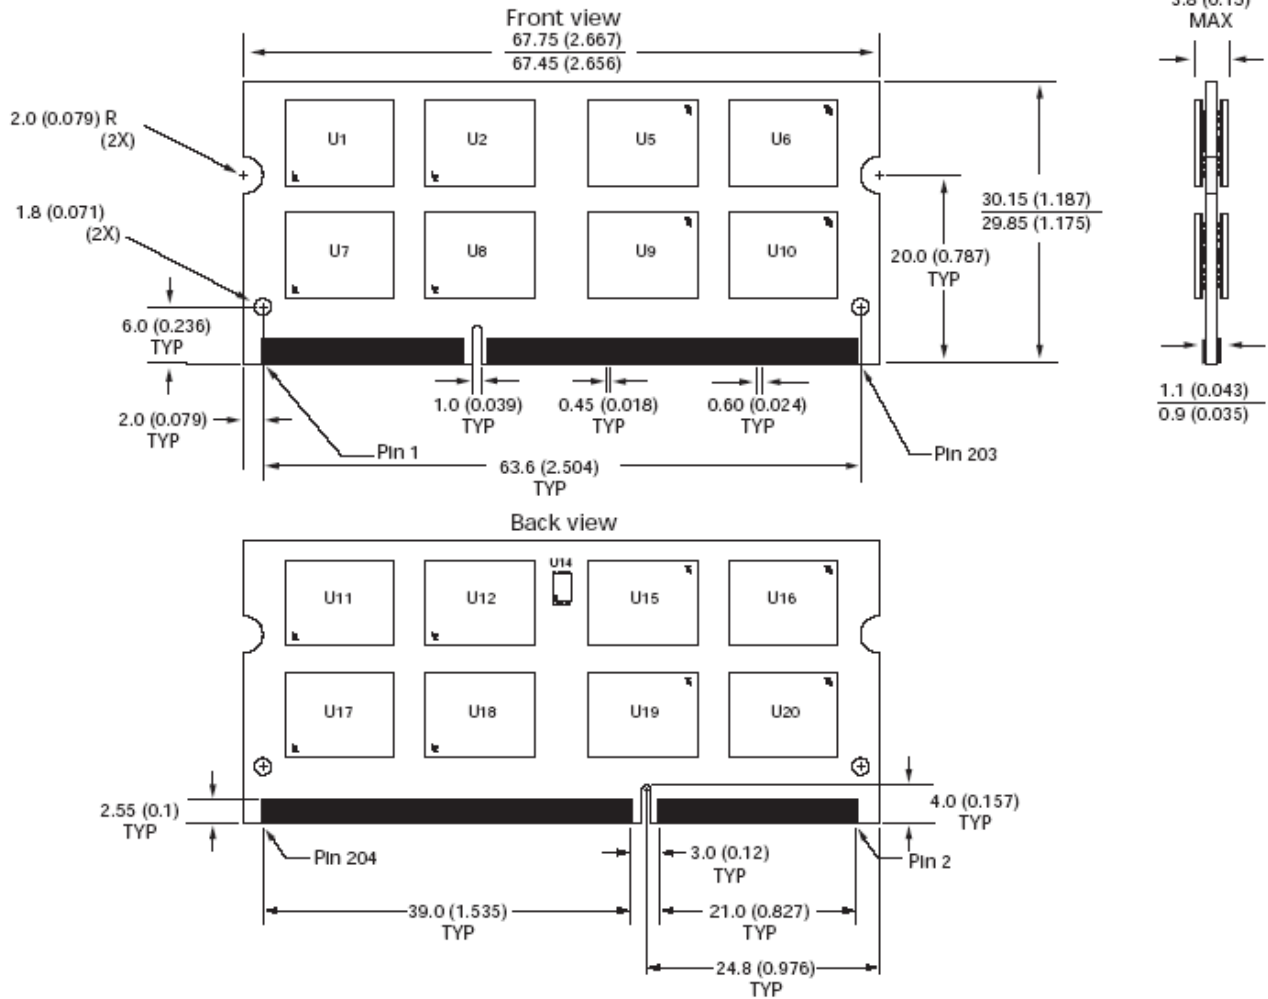 Front view
67.75 (2.667)
67.45 (2.656)
3.8 (0.15)
MAX
2.0 (0.079) R
(2X)
U1
U2
U5
U6
1.8 (0.071)
(2X)
U7
U8
U9
U10
30.15 (1.187)
29.85 (1.175)
20.0 (0.787)
TYP
6.0 (0.236)
TYP
2.0 (0.079)
TYP
1.0 (0.039)
TYP
0.45 (0.018)
TYP
0.60 (0.024)
TYP
1.1 (0.043)
0.9 (0.035)
Pin 1
63.6 (2.504)
TYP
Pin 203
Back view
U11
U12
U14
U15
U16
U17
U18
U19
U20
2.55 (0.1)
TYP
4.0 (0.157)
TYP
Pin 204
3.0 (0.12)
TYP
Pin 2
39.0 (1.535)
TYP
21.0 (0.827)
TYP
24.8 (0.976)
TYP